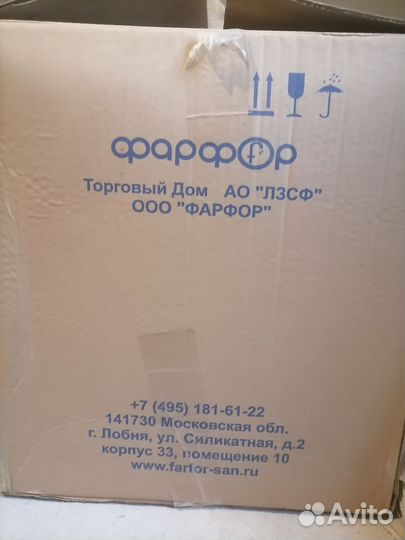 фарфор
Торговый Дом АО "ЛЗСФ"
ООО "ФАРФОР"
+7 (495) 181-61-22
141730 Московская обл.
г. Лобня, ул. Силикатная, д.2
корпус 33, помещение 10
www.farfor-san.ru
Avito